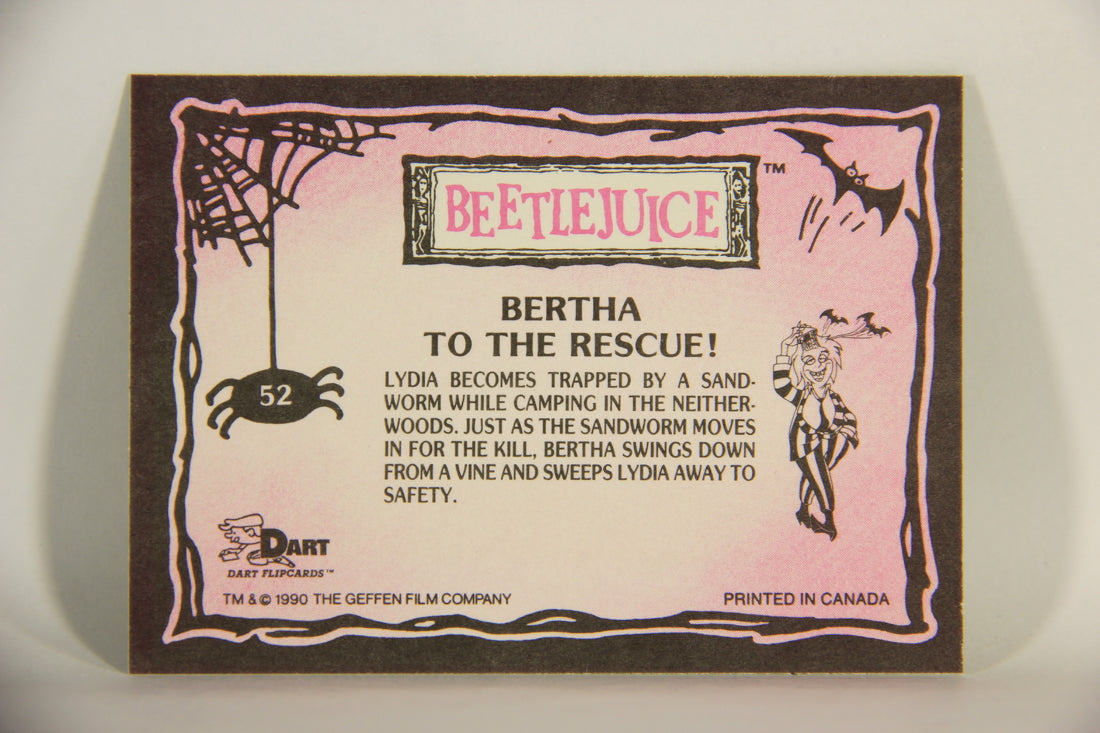 BEETLEJUICE™
BERTHA
TO THE RESCUE!
52
LYDIA BECOMES TRAPPED BY A SAND-
WORM WHILE CAMPING IN THE NEITHER-
WOODS. JUST AS THE SANDWORM MOVES
IN FOR THE KILL, BERTHA SWINGS DOWN
FROM A VINE AND SWEEPS LYDIA AWAY TO
SAFETY.
DART
DART FLIPCARDS™
TM & © 1990 THE GEFFEN FILM COMPANY
PRINTED IN CANADA